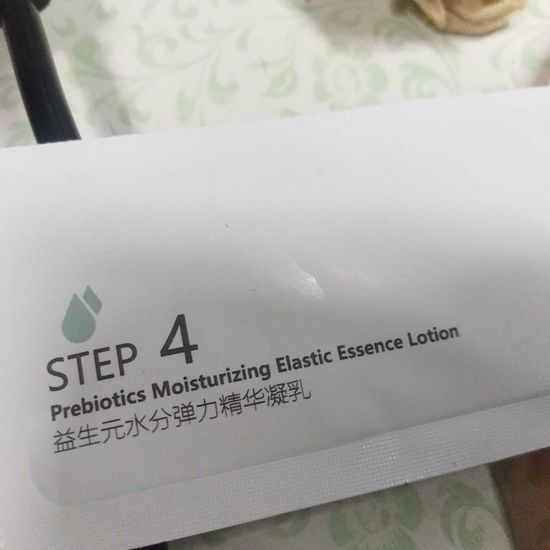 STEP 4
Prebiotics Moisturizing Elastic Essence Lotion
益生元水分弹力精华凝乳